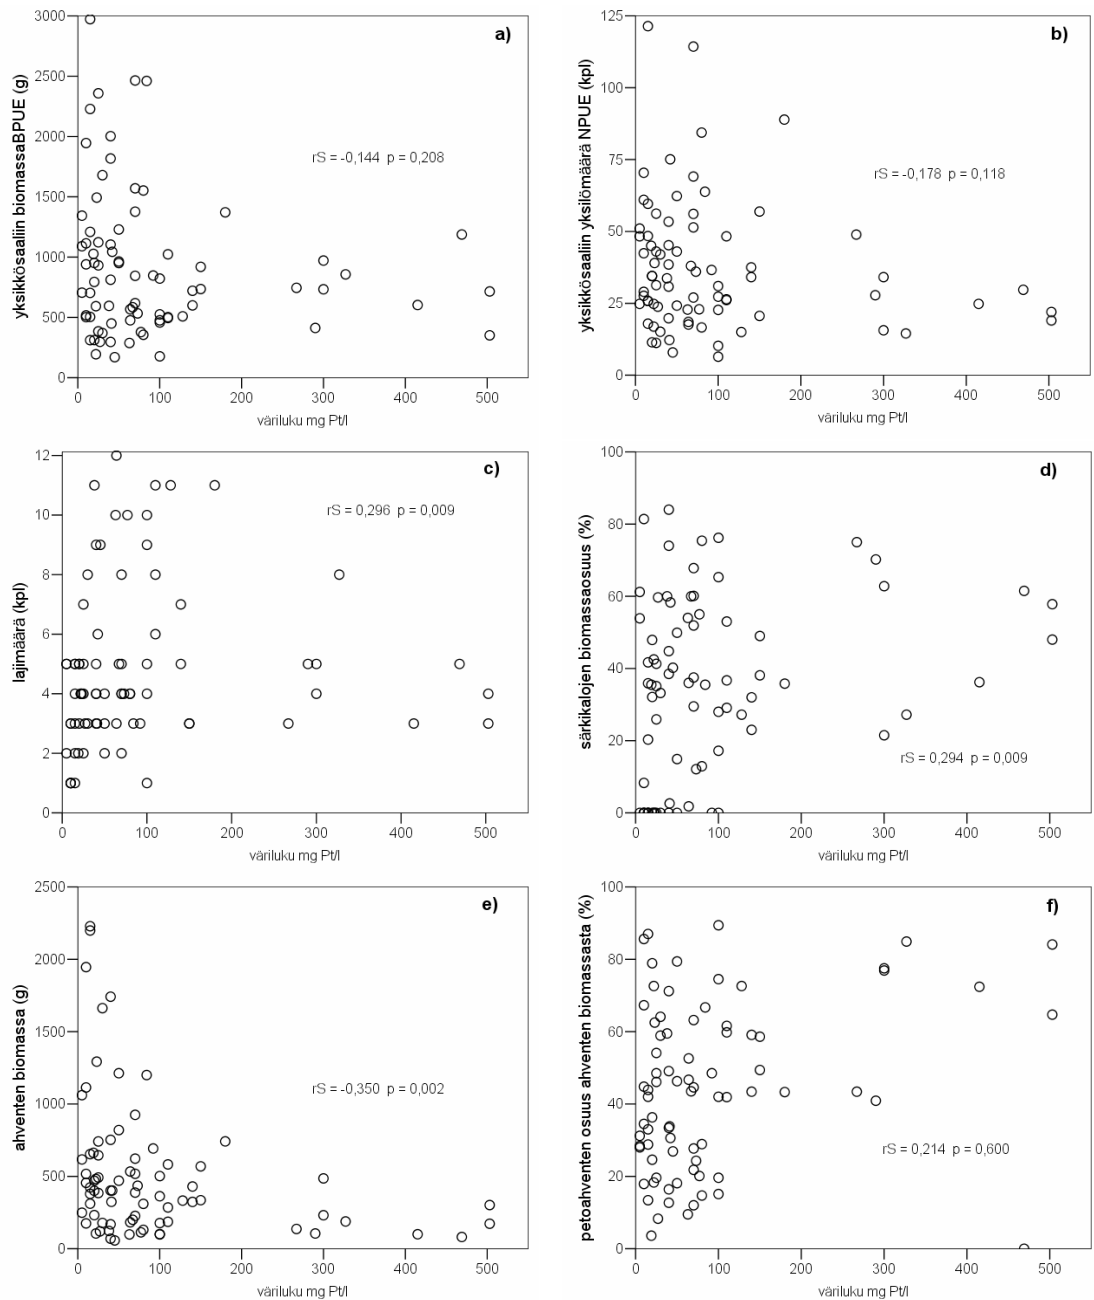 a)
yksikkösaaliin biomassaBPUE (g)
3000
2500
2000
1500
1000
500
0
rS = -0,144 p = 0,208
0 100 200 300 400 500
väriluku mg Pt/l
b)
yksikkösaaliin yksilömäärä NPUE (kpl)
125
100
75
50
25
0
rS = -0,178 p = 0,118
0 100 200 300 400 500
väriluku mg Pt/l
c)
lajimäärä (kpl)
12
10
8
6
4
2
0
rS = 0,296 p = 0,009
0 100 200 300 400 500
väriluku mg Pt/l
d)
särkikalojen biomassaosuus (%)
100
80
60
40
20
0
rS = 0,294 p = 0,009
0 100 200 300 400 500
väriluku mg Pt/l
e)
ahventen biomassa (g)
2500
2000
1500
1000
500
0
rS = -0,350 p = 0,002
0 100 200 300 400 500
väriluku mg Pt/l
f)
petoahventen osuus ahventen biomassasta (%)
100
80
60
40
20
0
rS = 0,214 p = 0,600
0 100 200 300 400 500
väriluku mg Pt/l